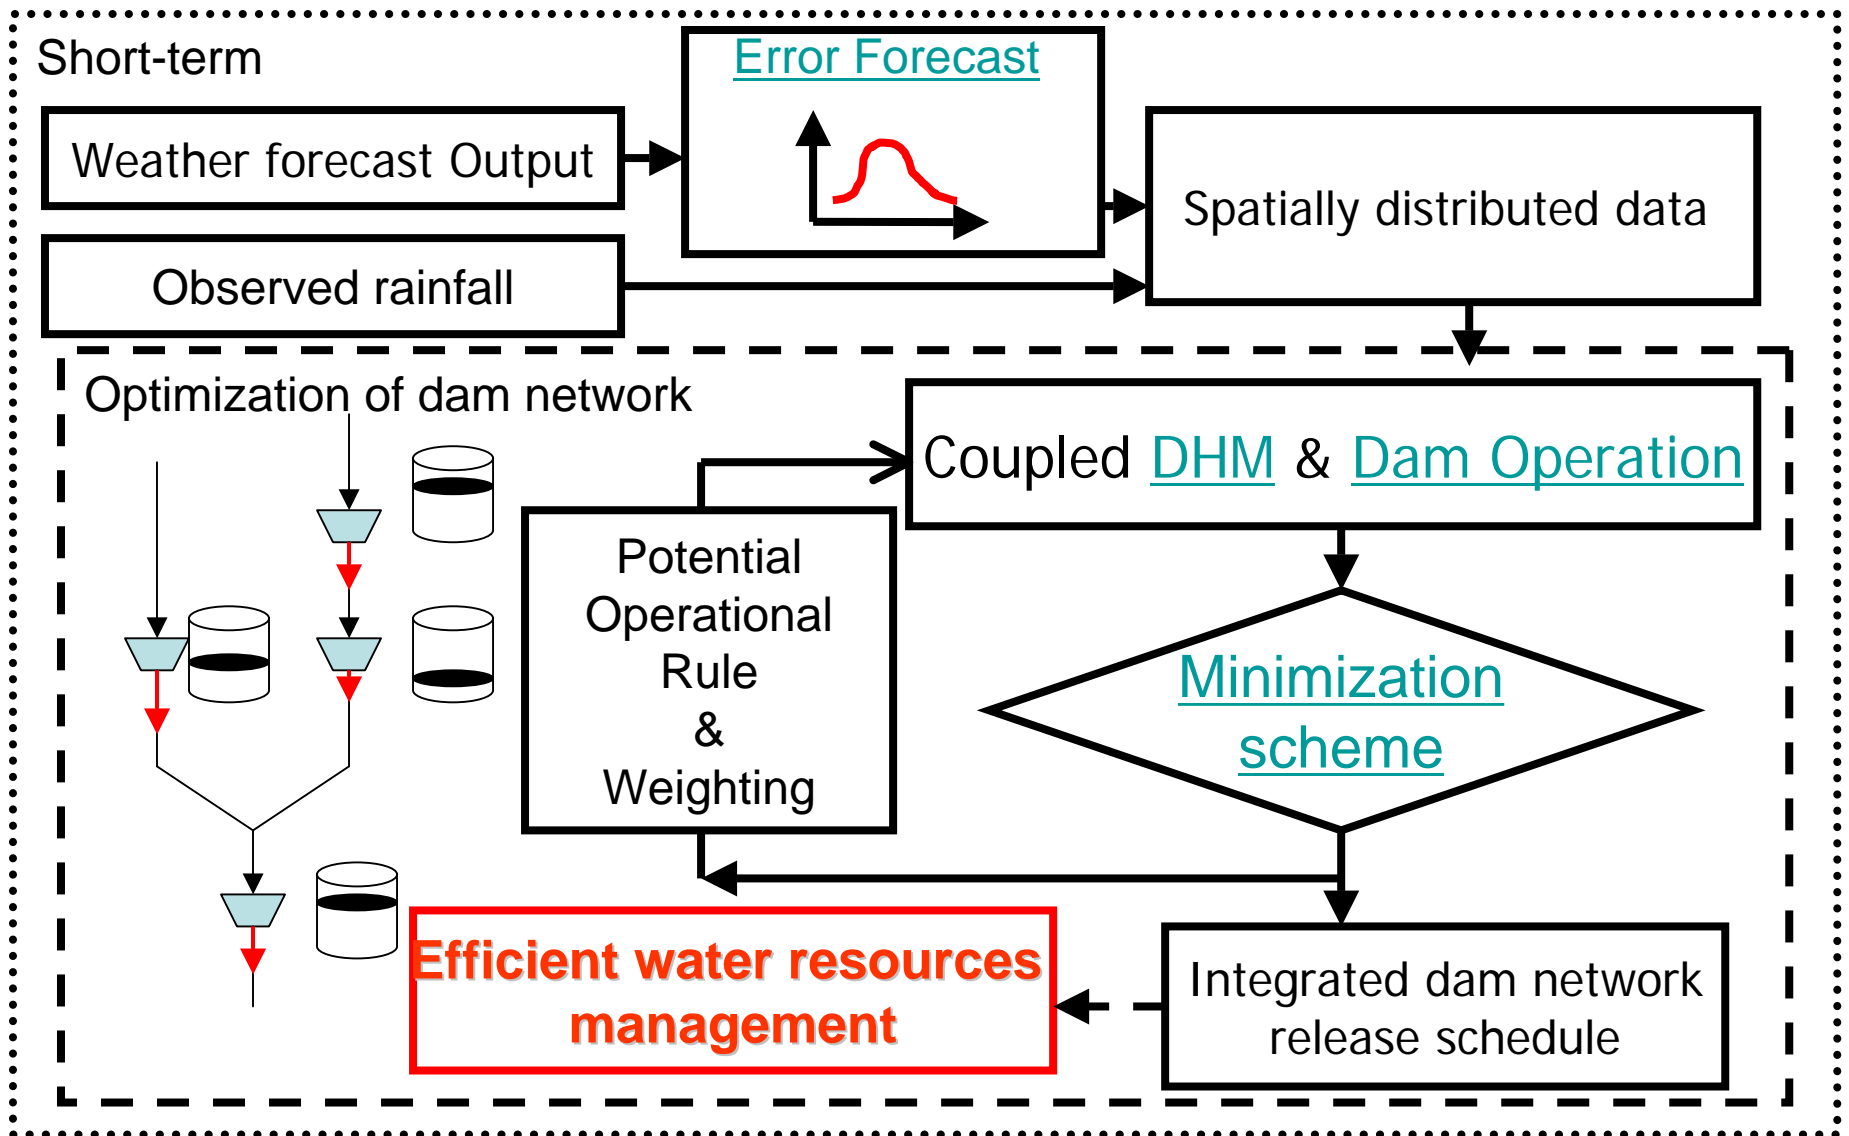 Short-term
Error Forecast
Weather forecast Output
Spatially distributed data
Observed rainfall
Optimization of dam network
Coupled DHM & Dam Operation
Potential
Operational
Rule
&
Weighting
Minimization
scheme
Efficient water resources
management
Integrated dam network
release schedule